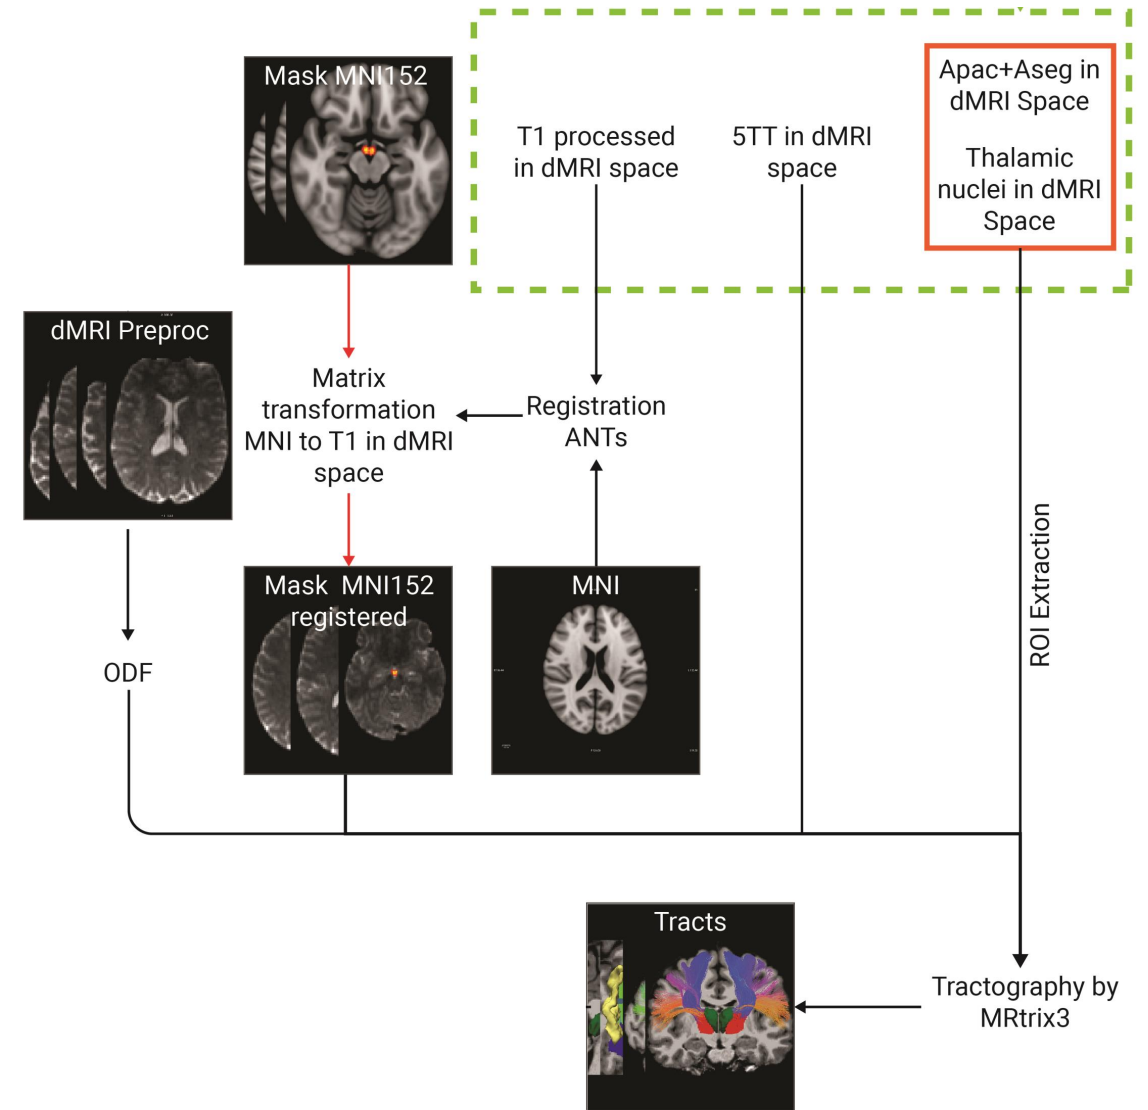 Mask MNI152
Apac+Aseg in
dMRI Space
Thalamic
nuclei in dMRI
Space
T1 processed
in dMRI space
5TT in dMRI
space
dMRI Preproc
Matrix
transformation
MNI to T1 in dMRI
space
Registration
ANTs
Mask MNI152
registered
MNI
ODF
ROI Extraction
Tracts
Tractography by
MRtrix3